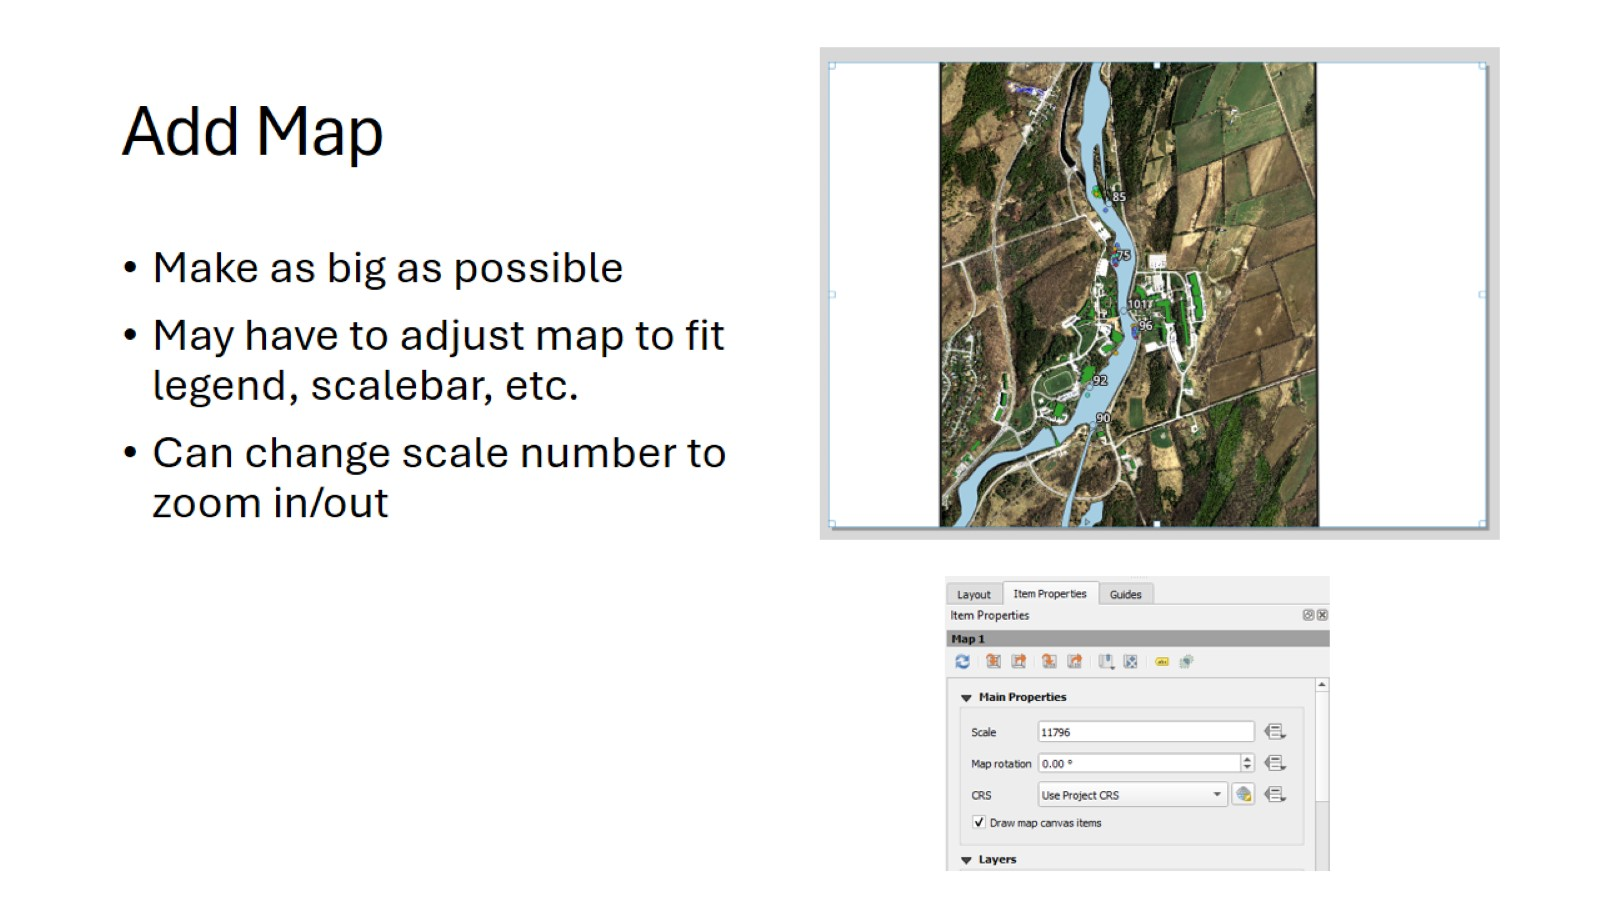 Add Map
• Make as big as possible
• May have to adjust map to fit
legend, scalebar, etc.
• Can change scale number to
zoom in/out
85
75
101
96
92
90
Layout
Item Properties
Guides
Item Properties
Map 1
Main Properties
Scale
11796
Map rotation
0.00 °
CRS
Use Project CRS
Draw map canvas items
Layers